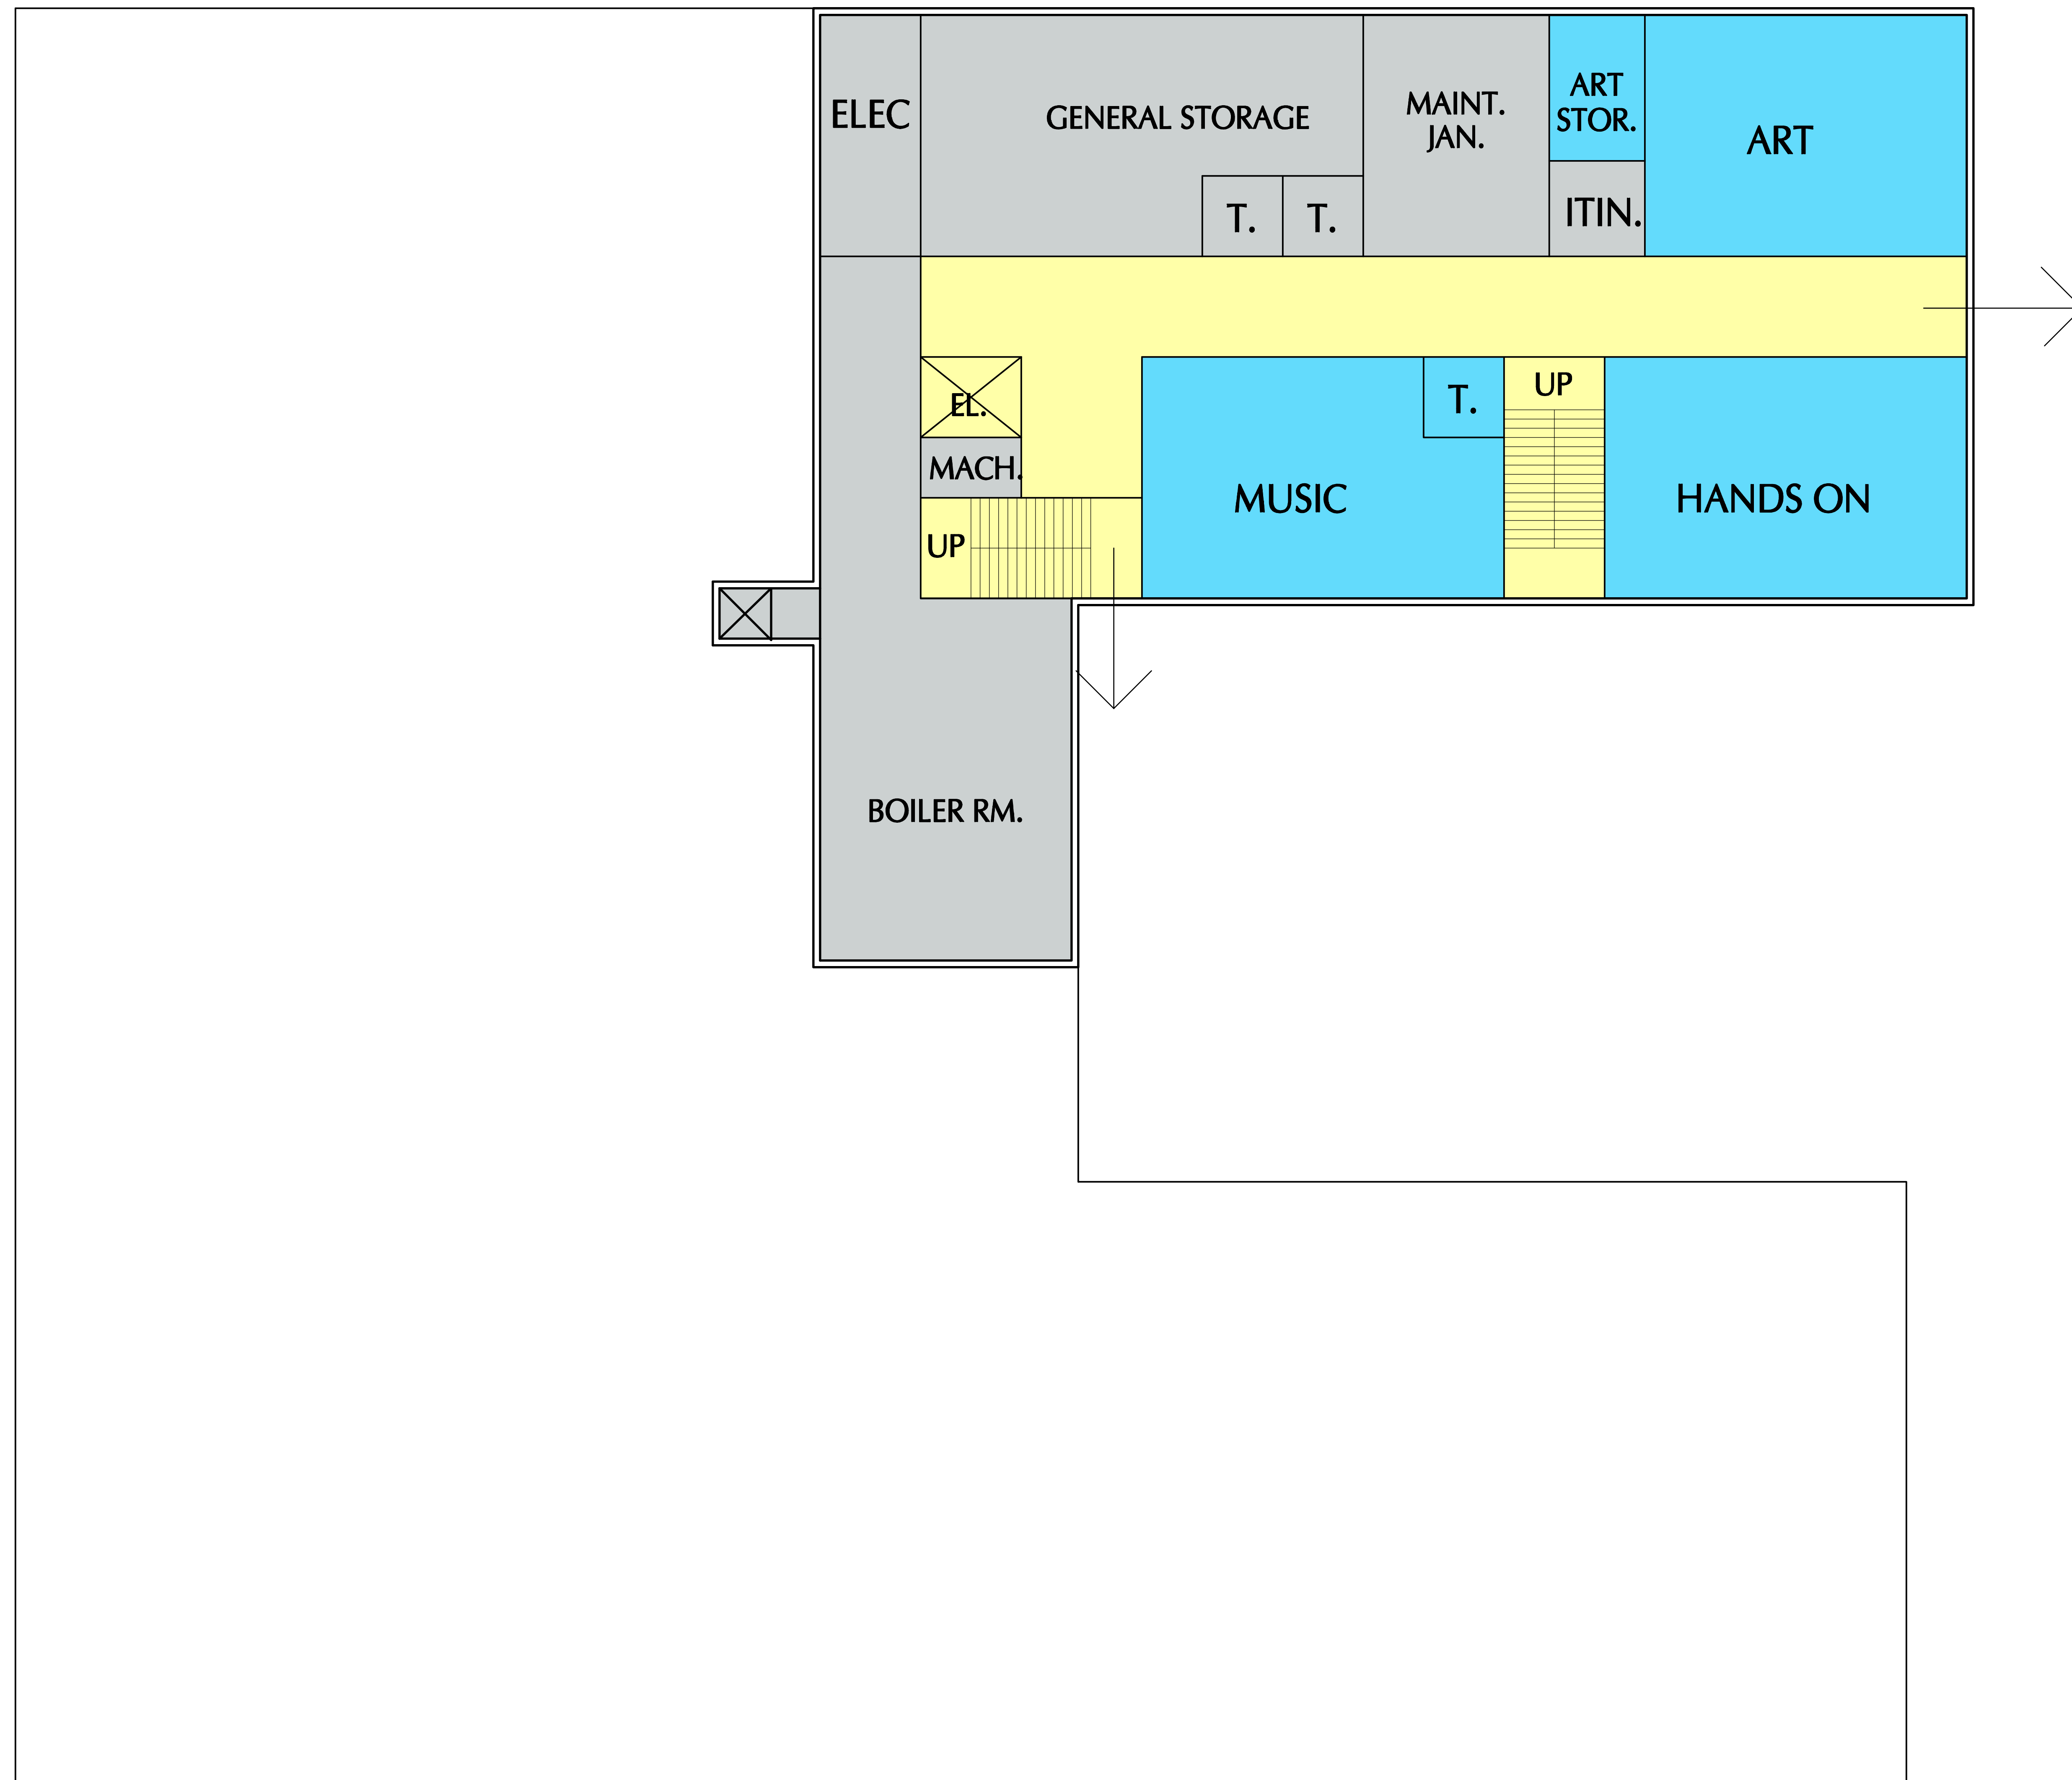 ELEC
GENERAL STORAGE
MAINT.
JAN.
ART
STOR.
ART
ITIN.
T.
T.
EL.
MACH.
UP
MUSIC
T.
UP
HANDS ON
BOILER RM.